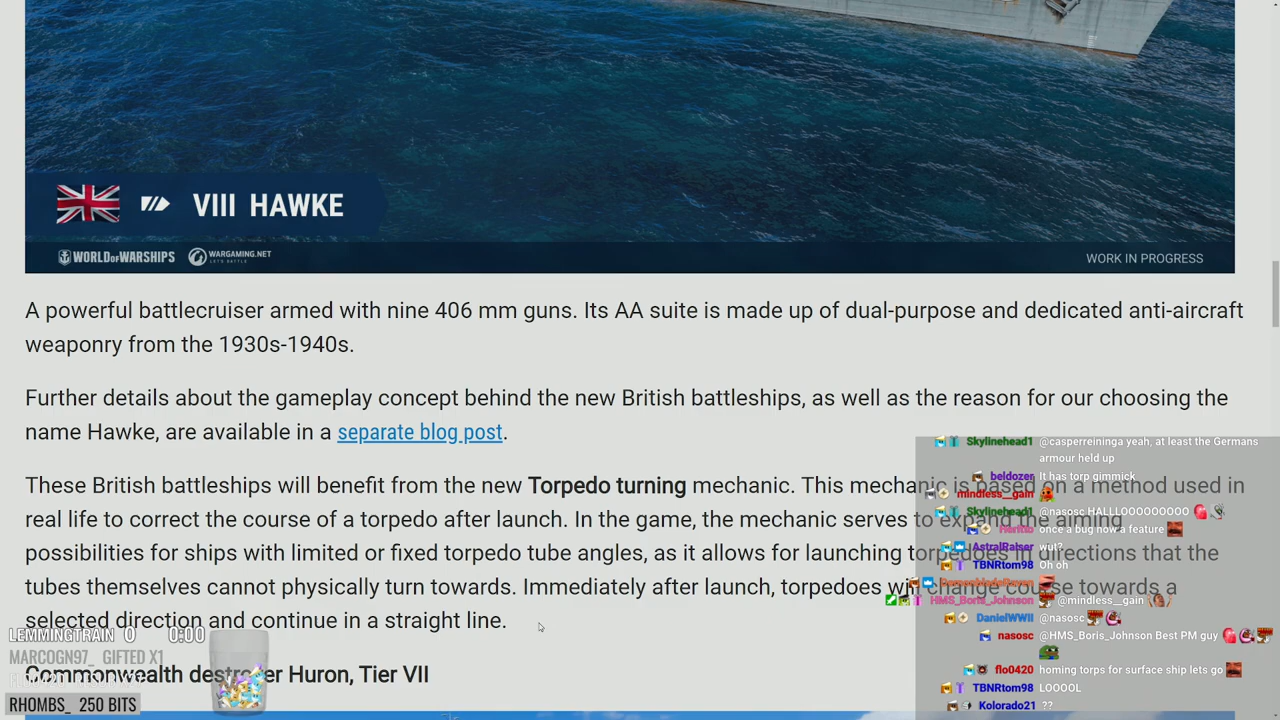 VIII HAWKE
WORLD OF WARSHIPS
WARGAMING.NET
LET'S BATTLE
WORK IN PROGRESS
A powerful battlecruiser armed with nine 406 mm guns. Its AA suite is made up of dual-purpose and dedicated anti-aircraft
weaponry from the 1930s-1940s.
Further details about the gameplay concept behind the new British battleships, as well as the reason for our choosing the
name Hawke, are available in a separate blog post.
These British battleships will benefit from the new Torpedo turning mechanic. This mechanic is based on a method used in
real life to correct the course of a torpedo after launch. In the game, the mechanic serves to expand the aiming
possibilities for ships with limited or fixed torpedo tube angles, as it allows for launching torpedoes in directions that the
tubes themselves cannot physically turn towards. Immediately after launch, torpedoes will change course towards a
selected direction and continue in a straight line.
Commonwealth destroyer Huron, Tier VII
LEMMINGTRAIN 0 0:00
MARCOGN97_ GIFTED X1
RHOMBS_ 250 BITS
Skylinehead1 @casperreininga yeah, at least the Germans
armour held up
beldozer It has torp gimmick
mindless__gain
Skylinehead1 @nasosc HALLLOOOOOOOOO
once a bug now a feature
AstralRaiser wut?
TBNRtom98 Oh oh
HMS_Boris_Johnson @mindless__gain
DanielWWII @nasosc
nasosc @HMS_Boris_Johnson Best PM guy
flo0420 homing torps for surface ship lets go
TBNRtom98 LOOOOL
Kolorado21 ??